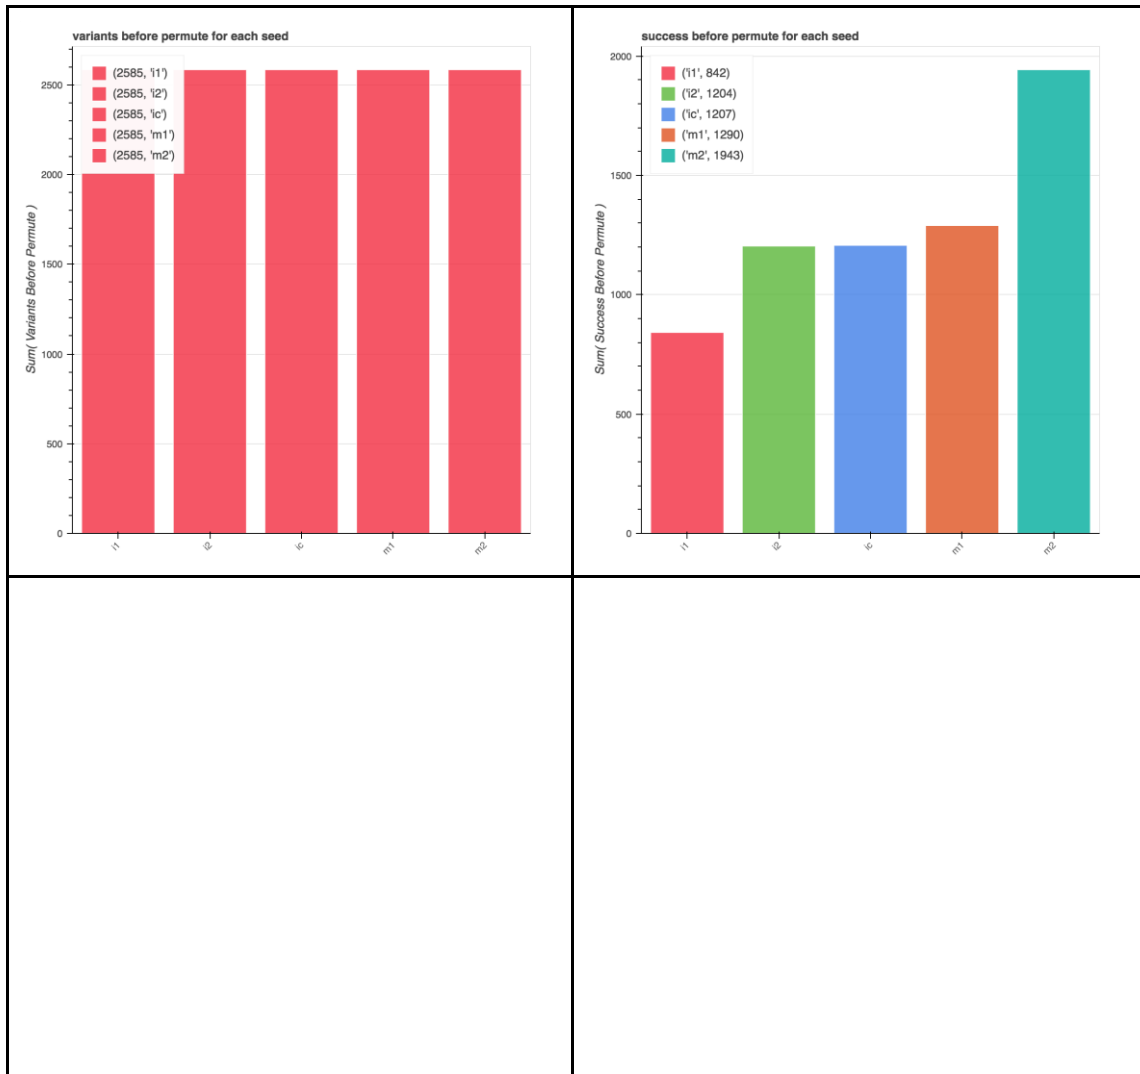 variants before permute for each seed
(2585, 'i1')
(2585, 'i2')
(2585, 'ic')
(2585, 'm1')
(2585, 'm2')
Sum( Variants Before Permute )
2500
2000
1500
1000
500
0
i1
i2
ic
m1
m2
success before permute for each seed
('i1', 842)
('i2', 1204)
('ic', 1207)
('m1', 1290)
('m2', 1943)
Sum( Success Before Permute )
2000
1500
1000
500
0
i1
i2
ic
m1
m2